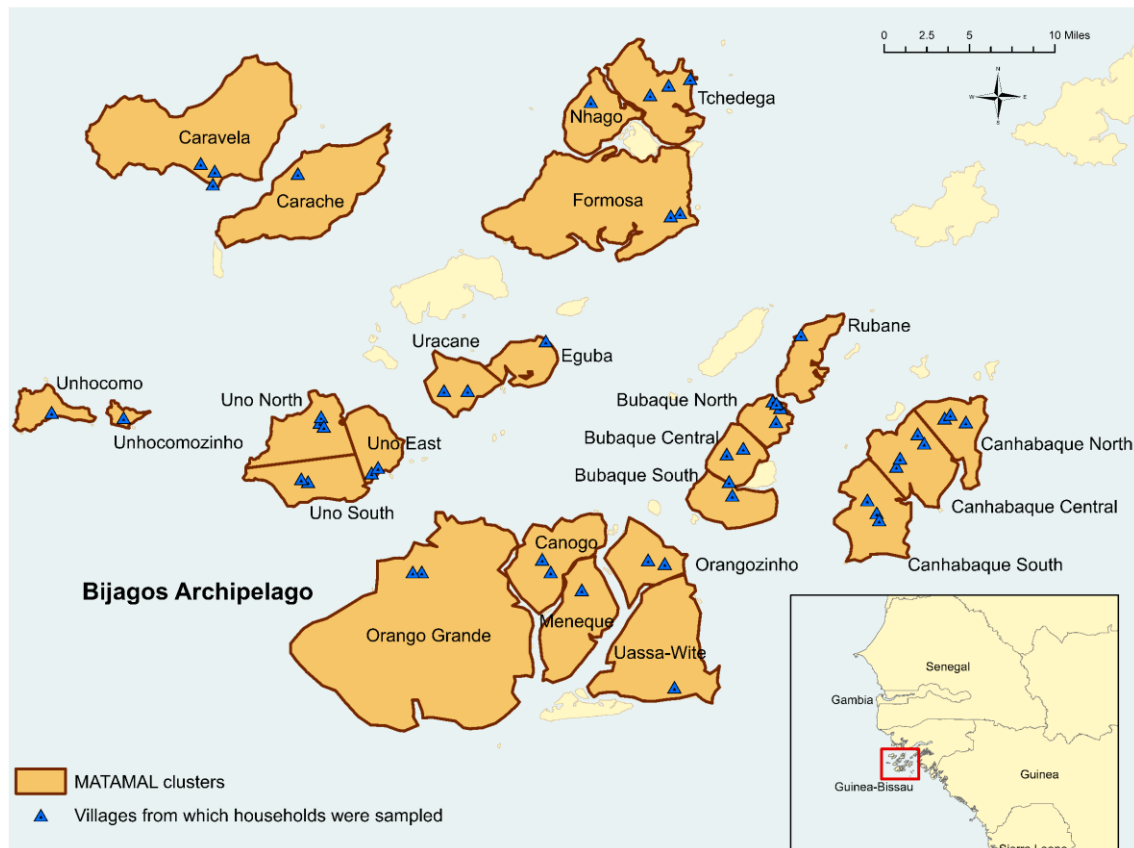 0 2.5 5 10 Miles
N
W E
S
Tchedega
Nhago
Caravela
Carache
Formosa
Rubane
Uracane
Eguba
Unhocomo
Uno North
Bubaque North
Unhocomozinho
Uno East
Bubaque Central
Canhabaque North
Bubaque South
Uno South
Canhabaque Central
Canogo
Orangozinho
Canhabaque South
Bijagos Archipelago
Meneque
Orango Grande
Uassa-Wite
Senegal
Gambia
Guinea
Guinea-Bissau
MATAMAL clusters
Villages from which households were sampled